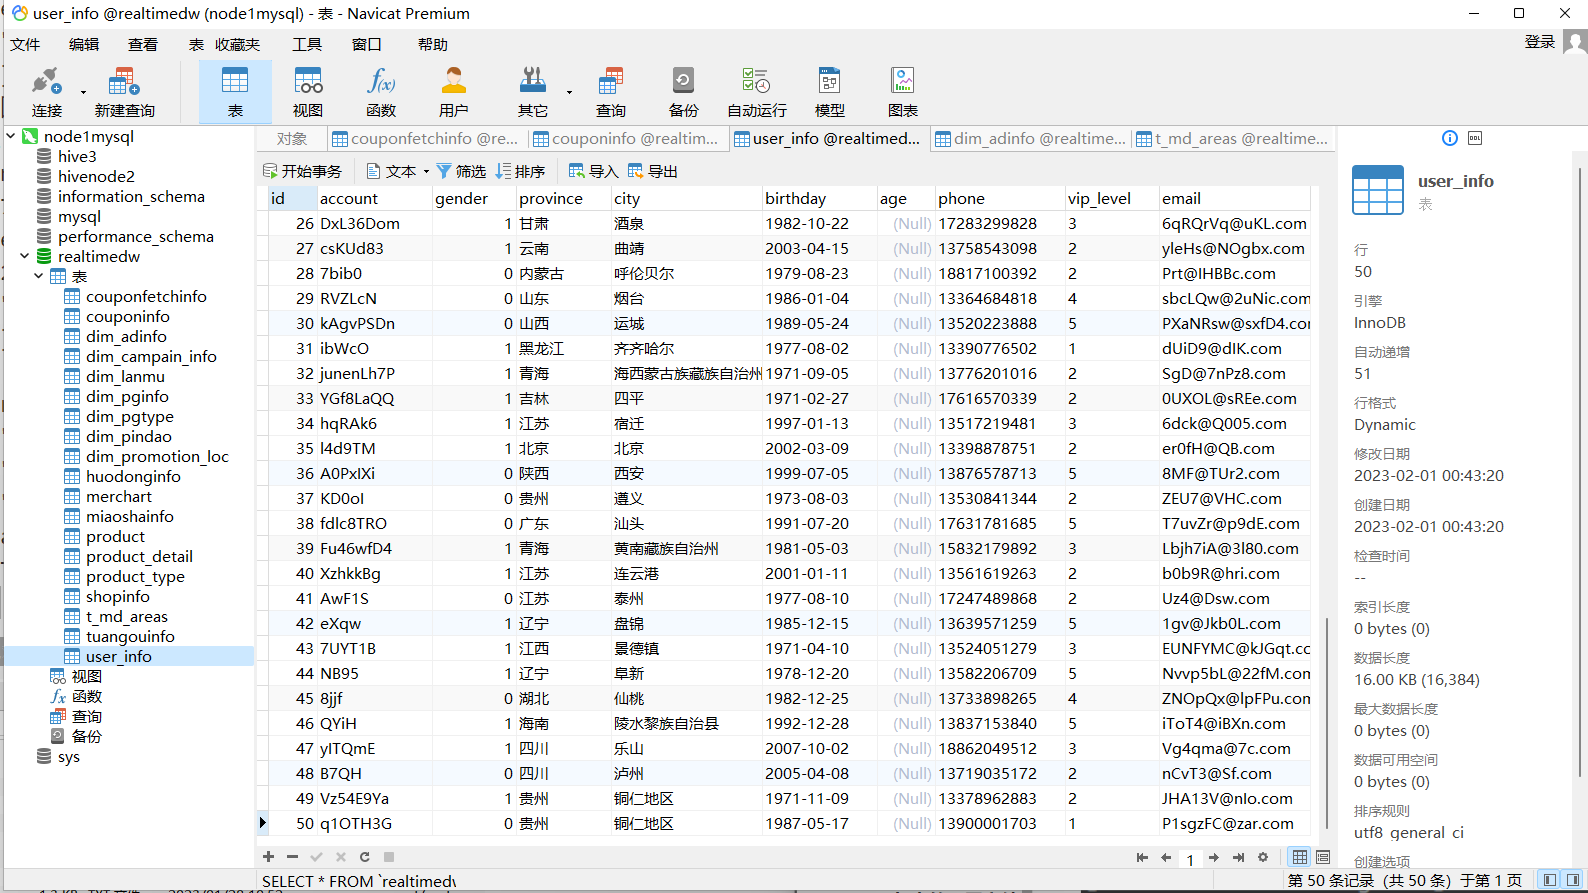 user_info @realtimedw (node1mysql) - 表 - Navicat Premium
文件 编辑 查看 表 收藏夹 工具 窗口 帮助 登录
连接 新建查询 表 视图 函数 用户 其它 查询 备份 自动运行 模型 图表
node1mysql
hive3
hivenode2
information_schema
mysql
performance_schema
realtimedw
表
couponfetchinfo
couponinfo
dim_adinfo
dim_campain_info
dim_lanmu
dim_pginfo
dim_pgtype
dim_pindao
dim_promotion_loc
huodonginfo
merchart
miaoshainfo
product
product_detail
product_type
shopinfo
t_md_areas
tuangouinfo
user_info
视图
函数
查询
备份
sys
对象 couponfetchinfo @re... couponinfo @realtim... user_info @realtimed... dim_adinfo @realtime... t_md_areas @realtime...
开始事务 文本 筛选 排序 导入 导出
id account gender province city birthday age phone vip_level email
26 DxL36Dom 1 甘肃 酒泉 1982-10-22 (Null) 17283299828 3 6qRQrVq@uKL.com
27 csKUd83 1 云南 曲靖 2003-04-15 (Null) 13758543098 2 yleHs@NOgbx.com
28 7bib0 0 内蒙古 呼伦贝尔 1979-08-23 (Null) 18817100392 2 Prt@IHBBc.com
29 RVZLcN 0 山东 烟台 1986-01-04 (Null) 13364684818 4 sbcLQw@2uNic.com
30 kAgvPSDn 0 山西 运城 1989-05-24 (Null) 13520223888 5 PXaNRsw@sxfD4.co
31 ibWcO 1 黑龙江 齐齐哈尔 1977-08-02 (Null) 13390776502 1 dUiD9@dIK.com
32 junenLh7P 1 青海 海西蒙古族藏族自治州 1971-09-05 (Null) 13776201016 2 SgD@7nPz8.com
33 YGf8LaQQ 1 吉林 四平 1971-02-27 (Null) 17616570339 2 0UXOL@sREe.com
34 hqRAk6 1 江苏 宿迁 1997-01-13 (Null) 13517219481 3 6dck@Q005.com
35 l4d9TM 1 北京 北京 2002-03-09 (Null) 13398878751 2 er0fH@QB.com
36 A0PxlXi 0 陕西 西安 1999-07-05 (Null) 13876578713 5 8MF@TUr2.com
37 KD0oI 0 贵州 遵义 1973-08-03 (Null) 13530841344 2 ZEU7@VHC.com
38 fdlc8TRO 0 广东 汕头 1991-07-20 (Null) 17631781685 5 T7uvZr@p9dE.com
39 Fu46wfD4 1 青海 黄南藏族自治州 1981-05-03 (Null) 15832179892 3 Lbjh7iA@3l80.com
40 XzhkkBg 1 江苏 连云港 2001-01-11 (Null) 13561619263 2 b0b9R@hri.com
41 AwF1S 0 江苏 泰州 1977-08-10 (Null) 17247489868 2 Uz4@Dsw.com
42 eXqw 1 辽宁 盘锦 1985-12-15 (Null) 13639571259 5 1gv@Jkb0L.com
43 7UYT1B 1 江西 景德镇 1971-04-10 (Null) 13524051279 3 EUNFYMC@kJGqt.cc
44 NB95 1 辽宁 阜新 1978-12-20 (Null) 13582206709 5 Nvvp5bL@22fM.com
45 8jjf 0 湖北 仙桃 1982-12-25 (Null) 13733898265 4 ZNOpQx@lpFPu.com
46 QYiH 1 海南 陵水黎族自治县 1992-12-28 (Null) 13837153840 5 iToT4@iBXn.com
47 yITQmE 1 四川 乐山 2007-10-02 (Null) 18862049512 3 Vg4qma@7c.com
48 B7QH 0 四川 泸州 2005-04-08 (Null) 13719035172 2 nCvT3@Sf.com
49 Vz54E9Ya 1 贵州 铜仁地区 1971-11-09 (Null) 13378962883 2 JHA13V@nIo.com
50 q1OTH3G 0 贵州 铜仁地区 1987-05-17 (Null) 13900001703 1 P1sgzFC@zar.com
1
SELECT * FROM `realtimed
第 50 条记录 (共 50 条) 于第 1 页
user_info
表
行
50
引擎
InnoDB
自动递增
51
行格式
Dynamic
修改日期
2023-02-01 00:43:20
创建日期
2023-02-01 00:43:20
检查时间
--
索引长度
0 bytes (0)
数据长度
16.00 KB (16,384)
最大数据长度
0 bytes (0)
数据可用空间
0 bytes (0)
排序规则
utf8_general_ci
创建选项